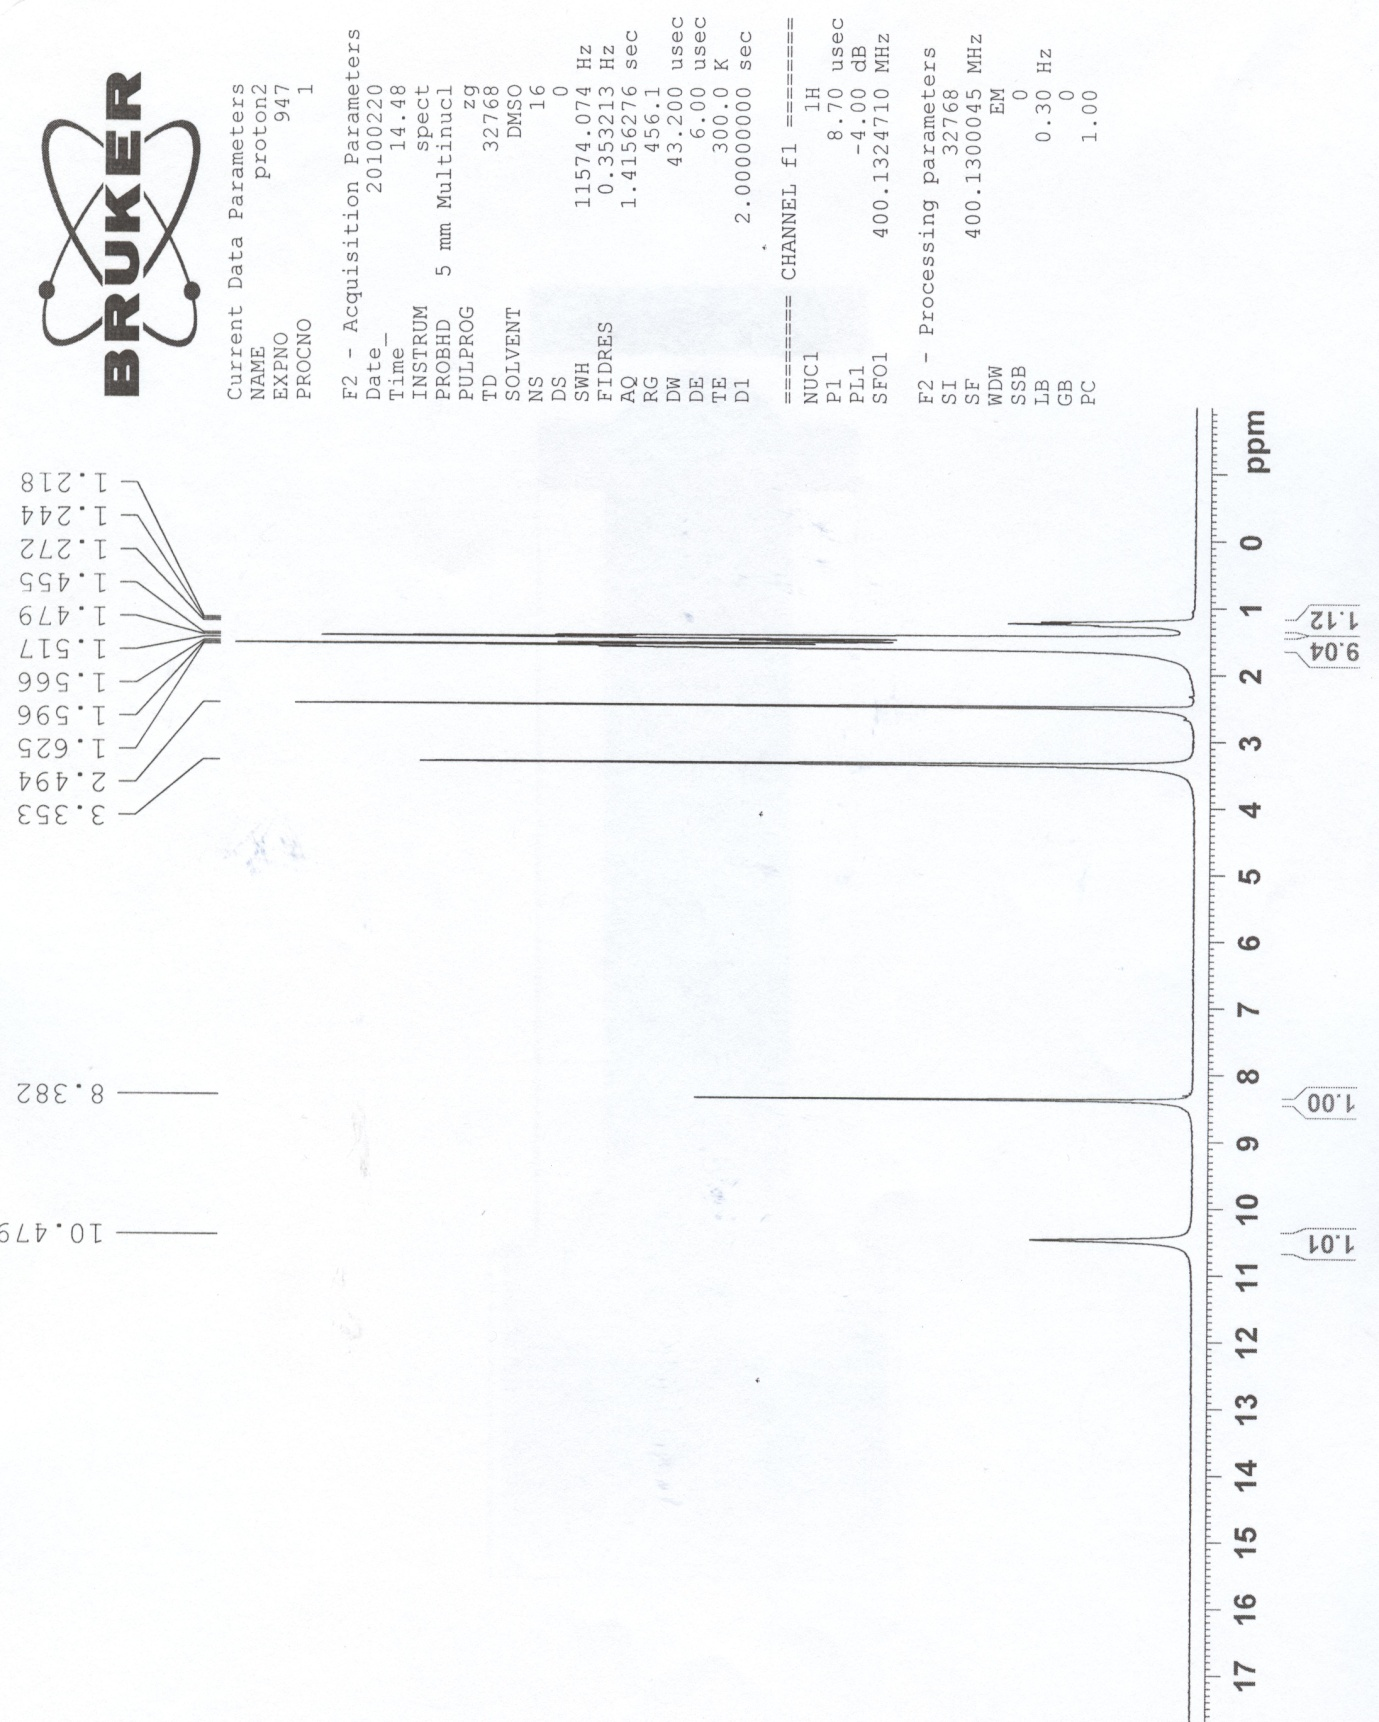 BRUKER
Current Data Parameters
NAME proton2
EXPNO 947
PROCNO 1
F2 - Acquisition Parameters
Date_ 20100220
Time_ 14.48
INSTRUM spect
PROBHD 5 mm Multinucl
PULPROG zg
TD 32768
SOLVENT DMSO
NS 16
DS 0
SWH 11574.074 Hz
FIDRES 0.353213 Hz
AQ 1.4156276 sec
RG 456.1
DW 43.200 usec
DE 6.00 usec
TE 300.0 K
D1 2.00000000 sec
======== CHANNEL f1 ========
NUC1 1H
P1 8.70 usec
PL1 -4.00 dB
SFO1 400.1324710 MHz
F2 - Processing parameters
SI 32768
SF 400.1300045 MHz
WDW EM
SSB 0
LB 0.30 Hz
GB 0
PC 1.00
10.479
8.382
3.353
2.494
1.625
1.596
1.566
1.517
1.479
1.455
1.272
1.244
1.218
17 16 15 14 13 12 11 10 9 8 7 6 5 4 3 2 1 0 ppm
1.01
1.00
9.04
1.12